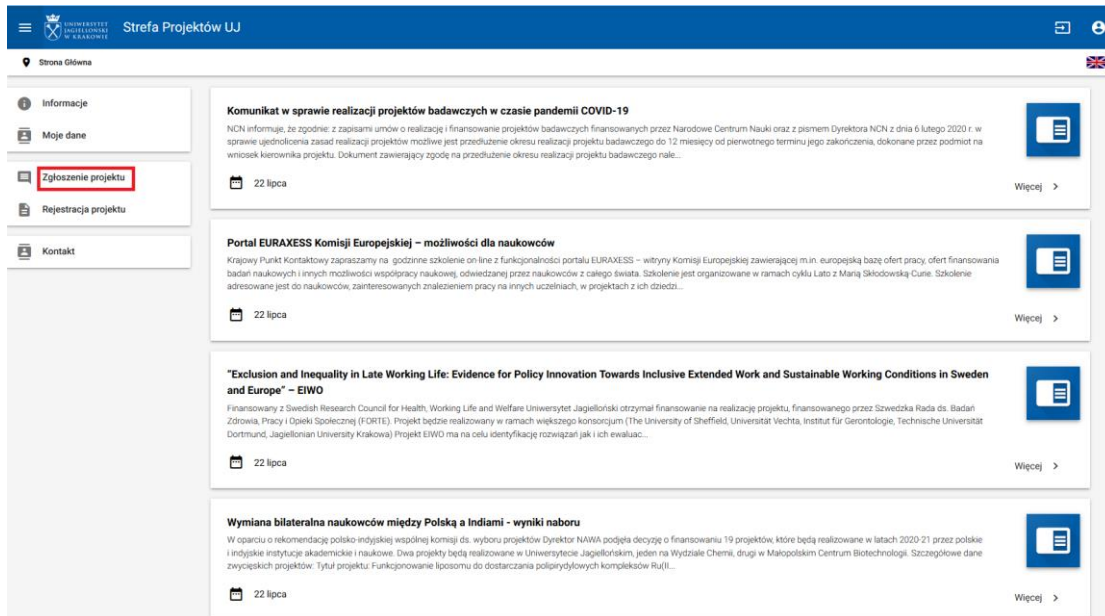 UNIWERSYTET
JAGIELLOŃSKI
W KRAKOWIE
Strefa Projektów UJ
Strona Główna
Informacje
Moje dane
Zgłoszenie projektu
Rejestracja projektu
Kontakt
Komunikat w sprawie realizacji projektów badawczych w czasie pandemii COVID-19
NCN informuje, że zgodnie: z zapisami umów o realizację i finansowanie projektów badawczych finansowanych przez Narodowe Centrum Nauki oraz z pismem Dyrektora NCN z dnia 6 lutego 2020 r. w
sprawie ujednolicenia zasad realizacji projektów możliwe jest przedłużenie okresu realizacji projektu badawczego do 12 miesięcy od pierwotnego terminu jego zakończenia, dokonane przez podmiot na
wniosek kierownika projektu. Dokument zawierający zgodę na przedłużenie okresu realizacji projektu badawczego nale...
22 lipca
Więcej
Portal EURAXESS Komisji Europejskiej – możliwości dla naukowców
Krajowy Punkt Kontaktowy zapraszamy na godzinne szkolenie on-line z funkcjonalności portalu EURAXESS – witryny Komisji Europejskiej zawierającej m.in. europejską bazę ofert pracy, ofert finansowania
badań naukowych i innych możliwości współpracy naukowej, odwiedzanej przez naukowców z całego świata. Szkolenie jest organizowane w ramach cyklu Lato z Marią Skłodowską-Curie. Szkolenie
adresowane jest do naukowców, zainteresowanych znalezieniem pracy na innych uczelniach, w projektach z ich dziedzi...
22 lipca
Więcej
"Exclusion and Inequality in Late Working Life: Evidence for Policy Innovation Towards Inclusive Extended Work and Sustainable Working Conditions in Sweden
and Europe" – EIWO
Finansowany z Swedish Research Council for Health, Working Life and Welfare Uniwersytet Jagielloński otrzymał finansowanie na realizację projektu, finansowanego przez Szwedzka Rada ds. Badań
Zdrowia, Pracy i Opieki Społecznej (FORTE). Projekt będzie realizowany w ramach większego konsorcjum (The University of Sheffield, Universität Vechta, Institut für Gerontologie, Technische Universität
Dortmund, Jagiellonian University Krakowa) Projekt EIWO ma na celu identyfikację rozwiązań jak i ich ewaluac...
22 lipca
Więcej
Wymiana bilateralna naukowców między Polską a Indiami - wyniki naboru
W oparciu o rekomendację polsko-indyjskiej wspólnej komisji ds. wyboru projektów Dyrektor NAWA podjęła decyzję o finansowaniu 19 projektów, które będą realizowane w latach 2020-21 przez polskie
i indyjskie instytucje akademickie i naukowe. Dwa projekty będą realizowane w Uniwersytecie Jagiellońskim, jeden na Wydziale Chemii, drugi w Małopolskim Centrum Biotechnologii. Szczegółowe dane
zwycięskich projektów: Tytuł projektu: Funkcjonowanie liposomu do dostarczania polipirydylowych kompleksów Ru(II...
22 lipca
Więcej